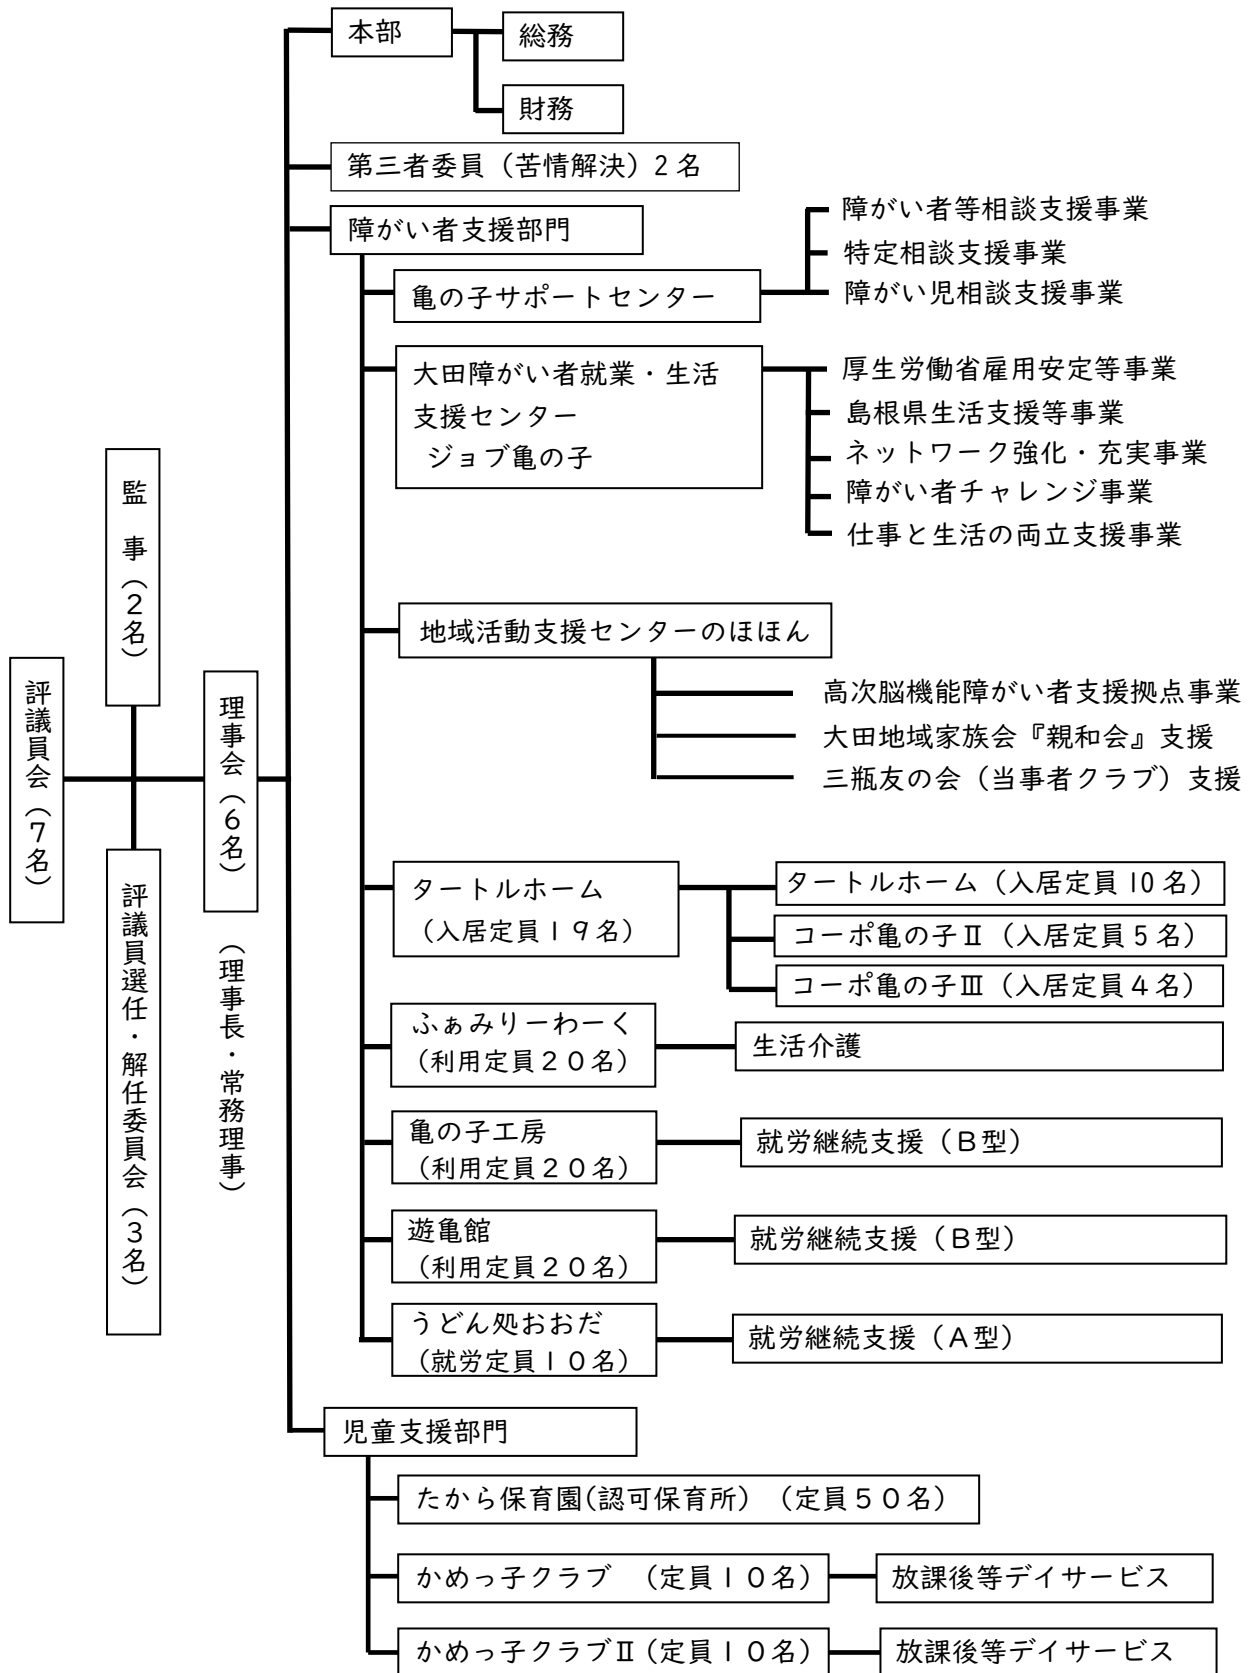 本部
総務
財務
第三者委員（苦情解決）2名
障がい者支援部門
障がい者等相談支援事業
特定相談支援事業
障がい児相談支援事業
亀の子サポートセンター
大田障がい者就業・生活
支援センター
ジョブ亀の子
厚生労働省雇用安定等事業
島根県生活支援等事業
ネットワーク強化・充実事業
障がい者チャレンジ事業
仕事と生活の両立支援事業
監　事（2名）
評議員会（7名）
理事会（6名）
（理事長・常務理事）
評議員選任・解任委員会（3名）
地域活動支援センターのほほん
高次脳機能障がい者支援拠点事業
大田地域家族会『親和会』支援
三瓶友の会（当事者クラブ）支援
タートルホーム
（入居定員１９名）
タートルホーム（入居定員10名）
コーポ亀の子Ⅱ（入居定員5名）
コーポ亀の子Ⅲ（入居定員４名）
ふぁみりーわーく
（利用定員２０名）
生活介護
亀の子工房
（利用定員２０名）
就労継続支援（Ｂ型）
遊亀館
（利用定員２０名）
就労継続支援（Ｂ型）
うどん処おおだ
（就労定員１０名）
就労継続支援（Ａ型）
児童支援部門
たから保育園(認可保育所）（定員５０名）
かめっ子クラブ　（定員１０名）
放課後等デイサービス
かめっ子クラブⅡ（定員１０名）
放課後等デイサービス